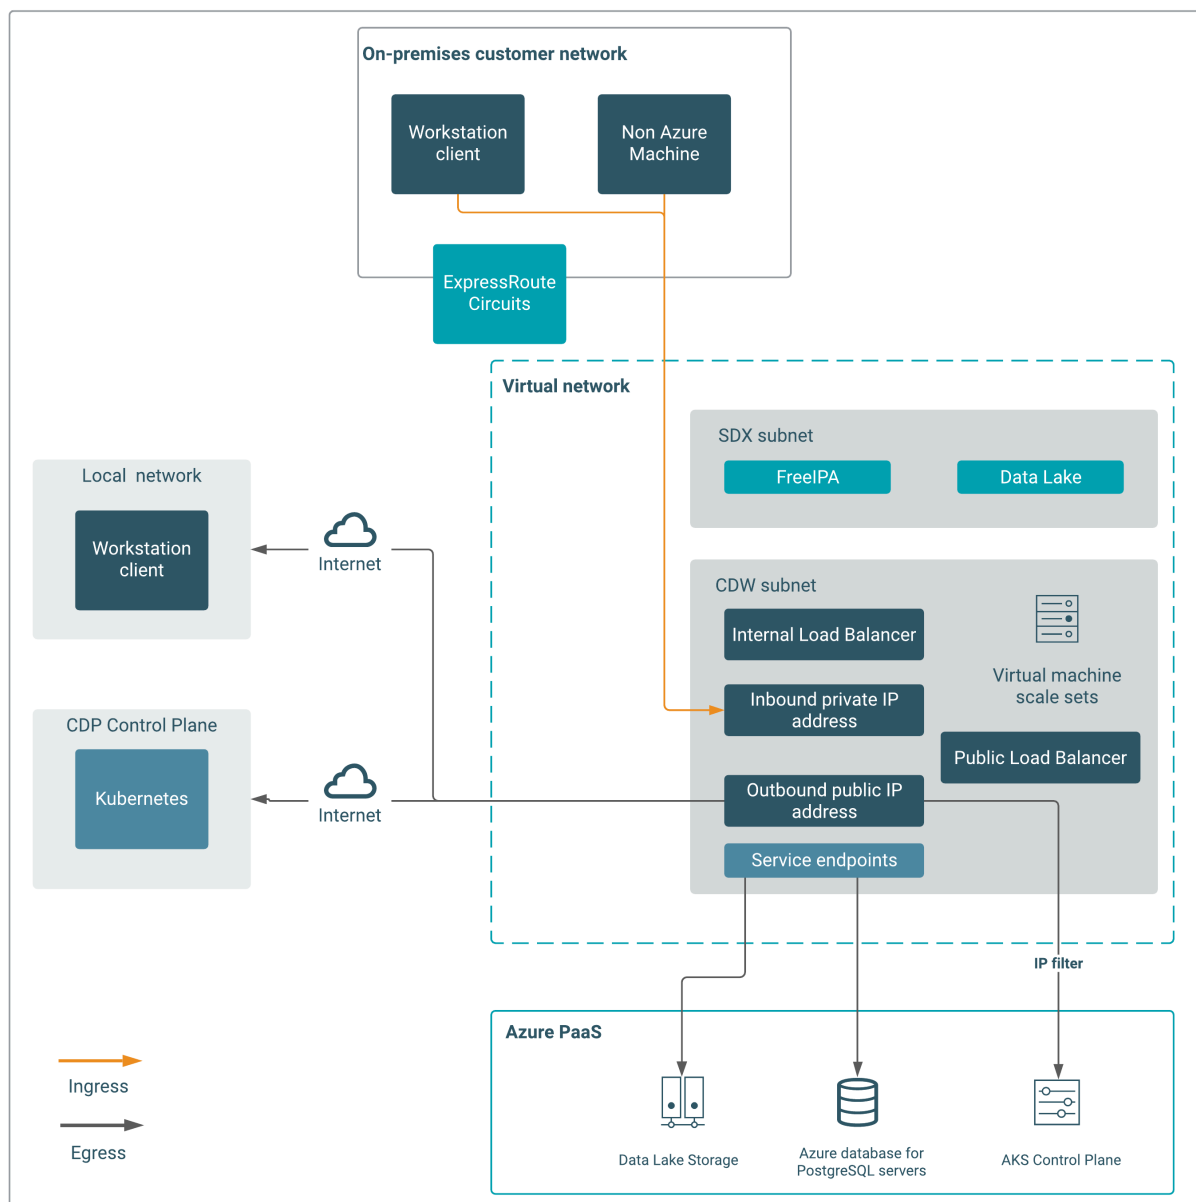 On-premises customer network
Workstation
client
Non Azure
Machine
ExpressRoute
Circuits
Virtual network
SDX subnet
FreeIPA
Data Lake
Local network
Workstation
client
Internet
CDW subnet
Internal Load Balancer
Virtual machine
scale sets
Inbound private IP
address
Public Load Balancer
CDP Control Plane
Kubernetes
Internet
Outbound public IP
address
Service endpoints
IP filter
Azure PaaS
Ingress
Egress
Data Lake Storage
Azure database for
PostgreSQL servers
AKS Control Plane